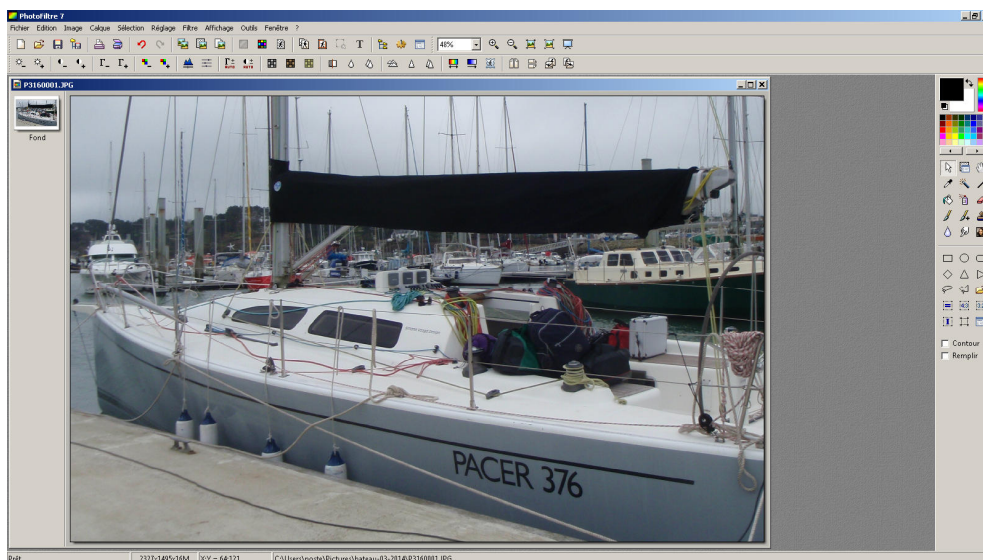 PhotoFiltre 7
Fichier Edition Image Calque Sélection Réglage Filtre Affichage Outils Fenêtre ?
48%
P3160001.JPG
Fond
PACER 376
Contour
Remplir
Prêt 2327x1495x16M X:Y = 64:121 C:\Users\poste\Pictures\bateau-03-2014\P3160001.JPG